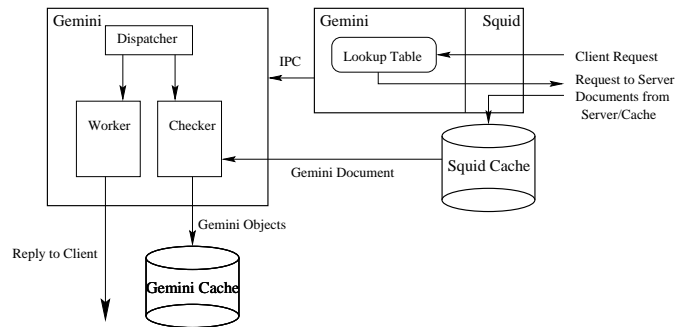 Gemini
Dispatcher
Worker
Checker
IPC
Gemini
Squid
Lookup Table
Client Request
Request to Server
Documents from
Server/Cache
Squid Cache
Gemini Document
Gemini Objects
Reply to Client
Gemini Cache